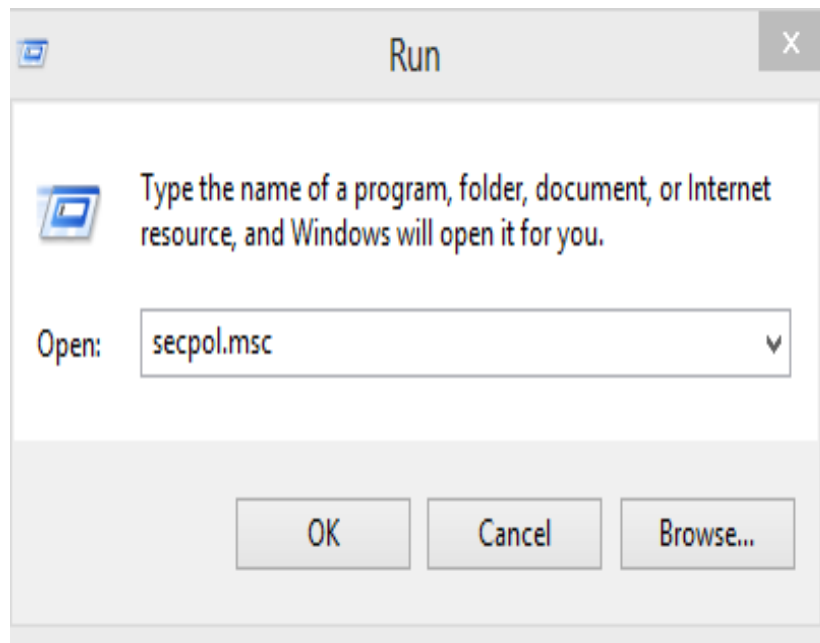 Run
x
Type the name of a program, folder, document, or Internet
resource, and Windows will open it for you.
Open: secpol.msc
OK Cancel Browse...